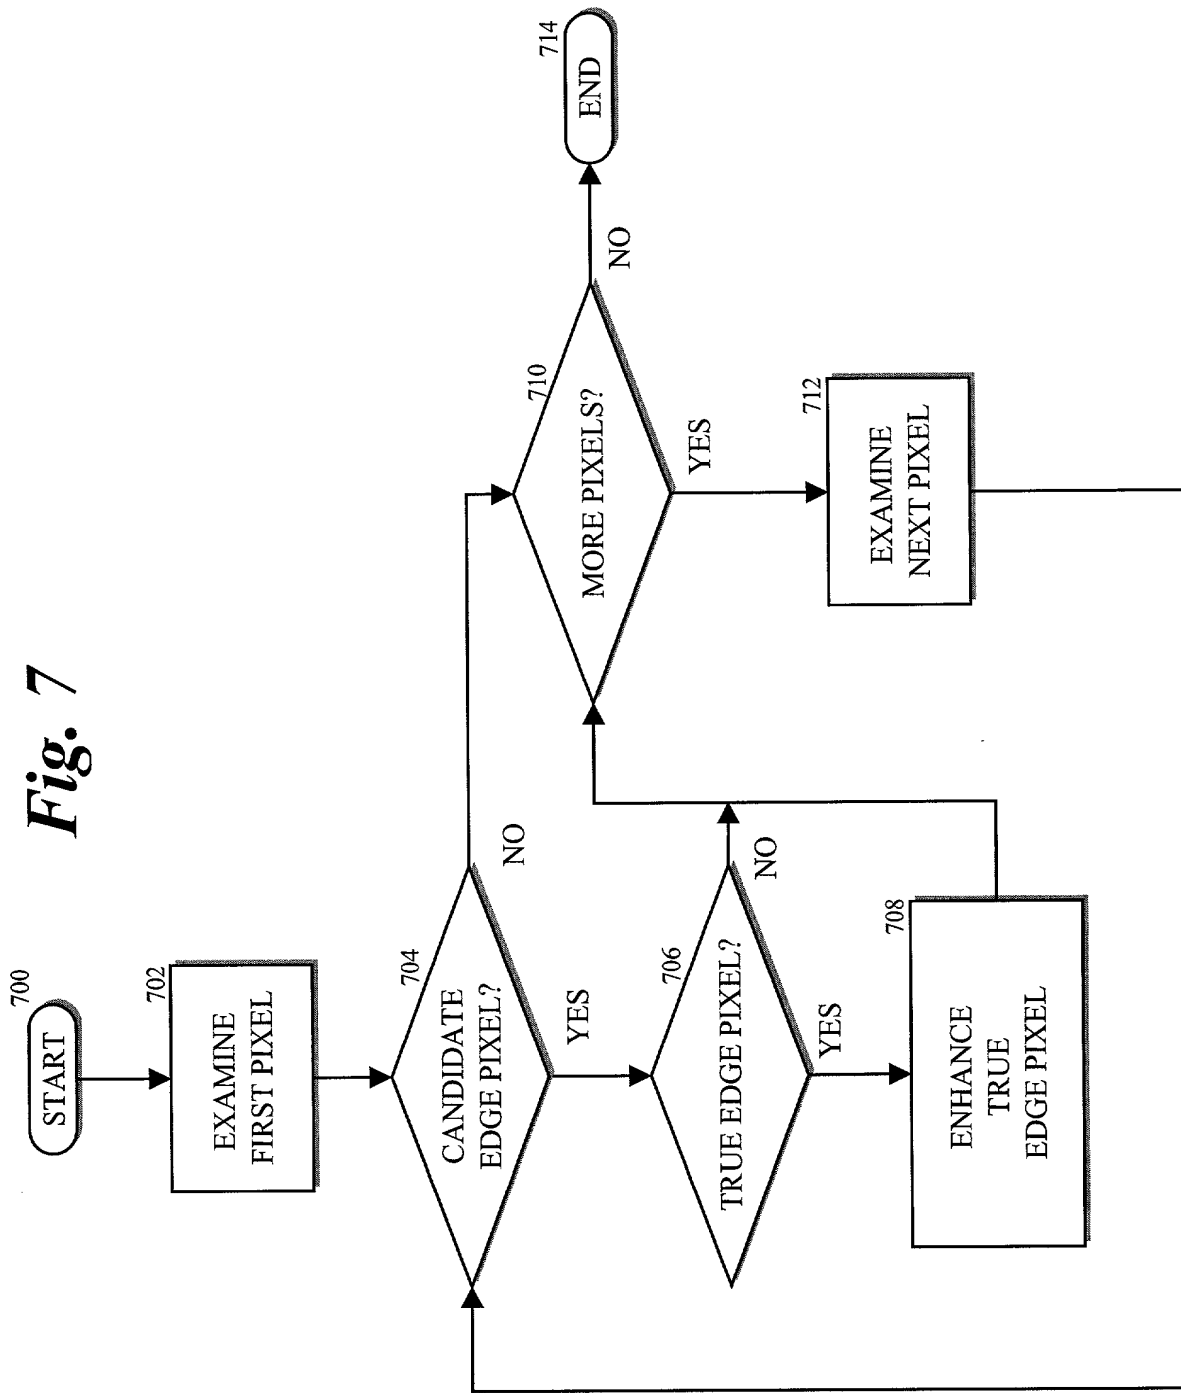 Fig. 7
700
START
702
EXAMINE
FIRST PIXEL
704
CANDIDATE
EDGE PIXEL?
NO
YES
706
TRUE EDGE PIXEL?
NO
YES
708
ENHANCE
TRUE
EDGE PIXEL
710
MORE PIXELS?
NO
YES
712
EXAMINE
NEXT PIXEL
714
END